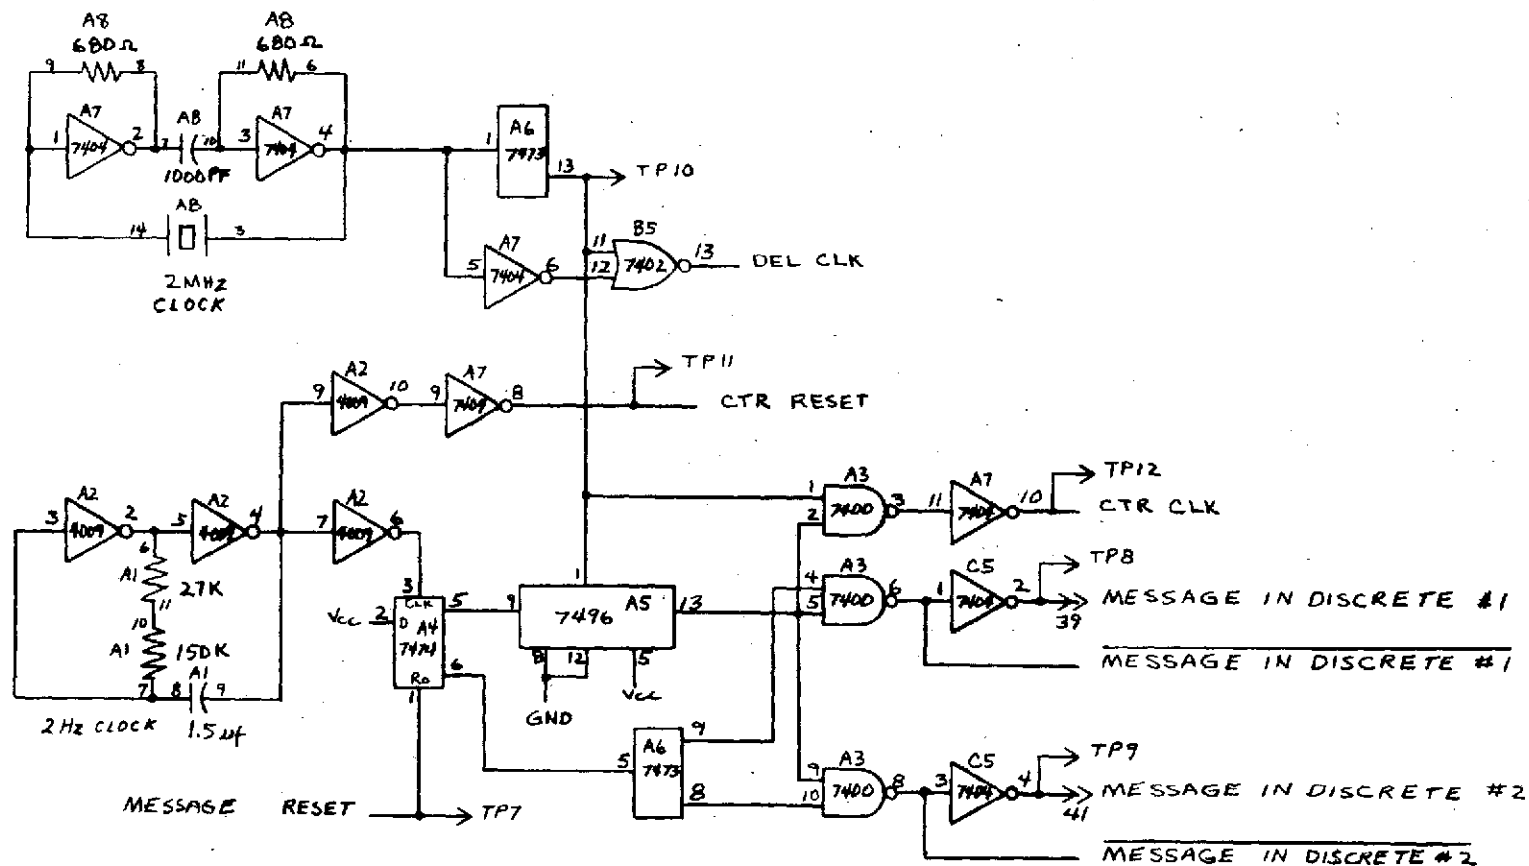 A8 A8
680Ω 680Ω
9 8 11 6
A7 A8 A7
1 7404 2 7 10 3 7404 4
1000PF
A8
14 3
2MHZ
CLOCK
A6
1 7473
13 TP10
A7 B5
5 7404 6 11 12 7402 13 DEL CLK
TP11
A2 A7
9 4009 10 9 7404 8
CTR RESET
A2 A2
3 4009 2 5 4009 4 7 4009 6
A2
6
A1 27K
11
10
A1 150K
A1
7 8 9
2HZ CLOCK 1.5 µf
3
CLK
VCC 2 D A4 5
7474
6
RD
1
1
9 7496 A5 13
8 12 5
GND VCC
A6
5 7473 9
8
MESSAGE RESET TP7
A3 A7 TP12
1 2 7400 3 11 7404 10 CTR CLK
A3 C5 TP8
4 5 7400 6 1 7404 2 MESSAGE IN DISCRETE #1
39
MESSAGE IN DISCRETE #1
A3 C5 TP9
9 10 7400 8 3 7404 4 MESSAGE IN DISCRETE #2
41
MESSAGE IN DISCRETE #2